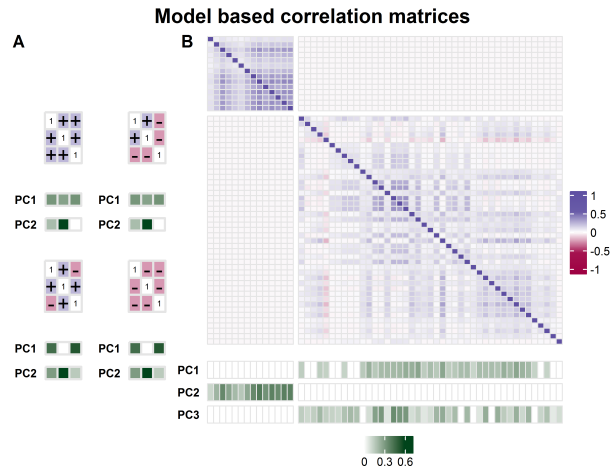 Model based correlation matrices
A
B
1 ++ 1 + -
+ 1 + + 1 -
++ 1 - - 1
PC1
PC1
PC2
PC2
1 + - 1 - -
+ 1 + + 1 -
- + 1 - - 1
PC1
PC1
PC2
PC2
1
0.5
0
-0.5
-1
PC1
PC2
PC3
0 0.3 0.6